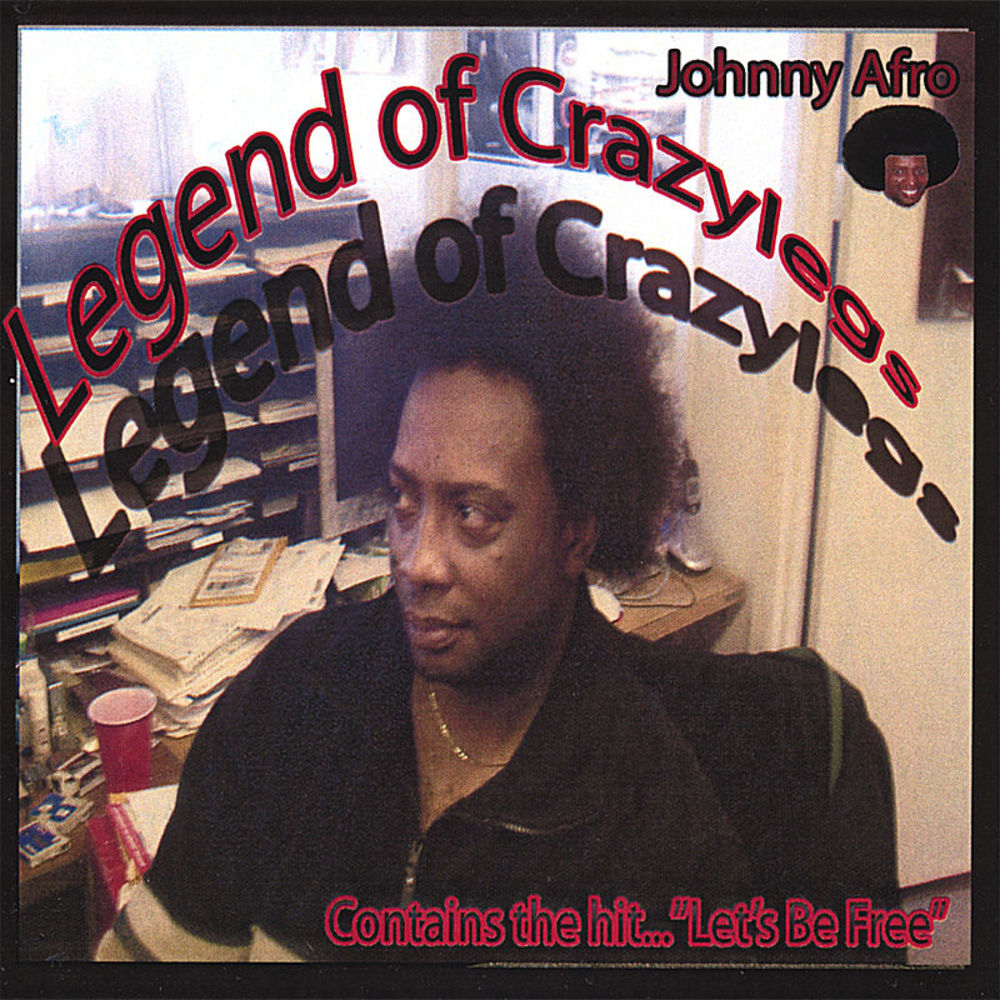 Johnny Afro
Legend of Crazylegs
Legend of Crazylegs
Contains the hit..."Let's Be Free"